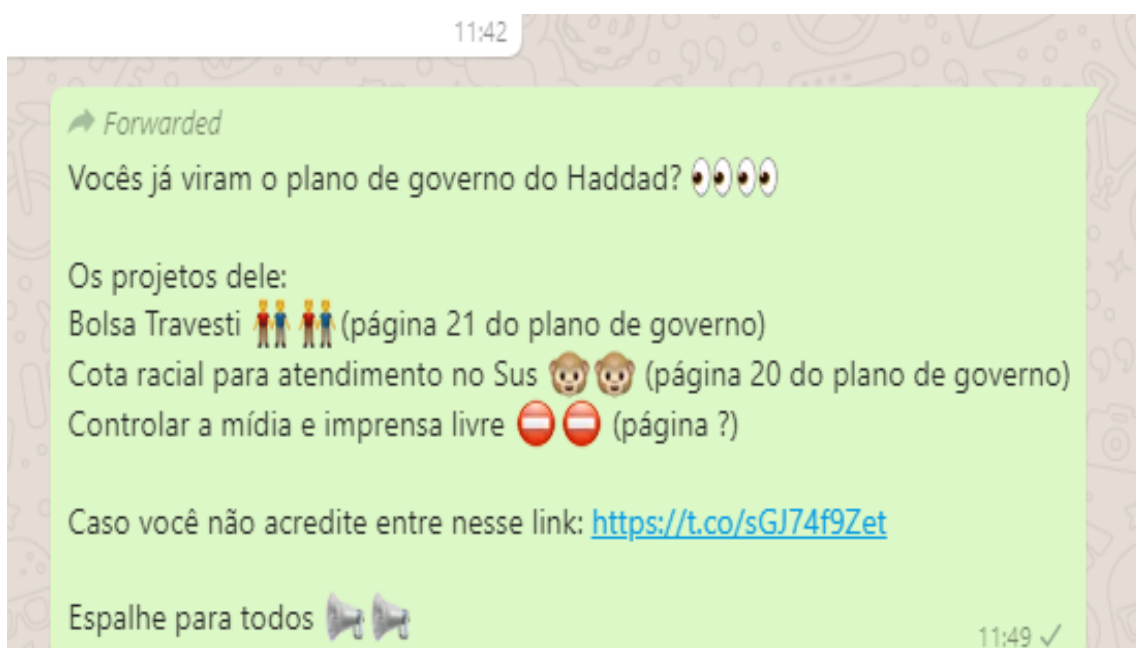 11:42
Forwarded
Vocês já viram o plano de governo do Haddad? 👀👀
Os projetos dele:
Bolsa Travesti 👬👬(página 21 do plano de governo)
Cota racial para atendimento no Sus 🐵🐵 (página 20 do plano de governo)
Controlar a mídia e imprensa livre ⛔⛔ (página ?)
Caso você não acredite entre nesse link: https://t.co/sGJ74f9Zet
Espalhe para todos 📢📢
11:49